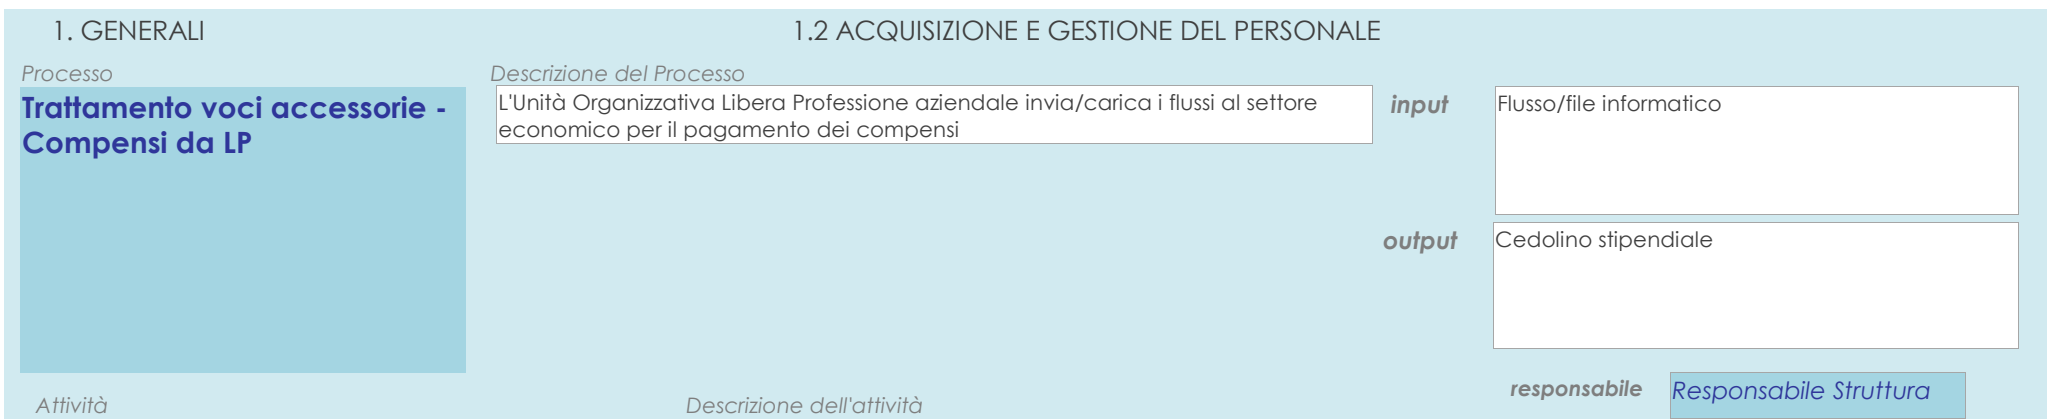 1. GENERALI
1.2 ACQUISIZIONE E GESTIONE DEL PERSONALE
Processo
Descrizione del Processo
Trattamento voci accessorie -
Compensi da LP
L'Unità Organizzativa Libera Professione aziendale invia/carica i flussi al settore
economico per il pagamento dei compensi
input
Flusso/file informatico
output
Cedolino stipendiale
responsabile
Responsabile Struttura
Attività
Descrizione dell'attività